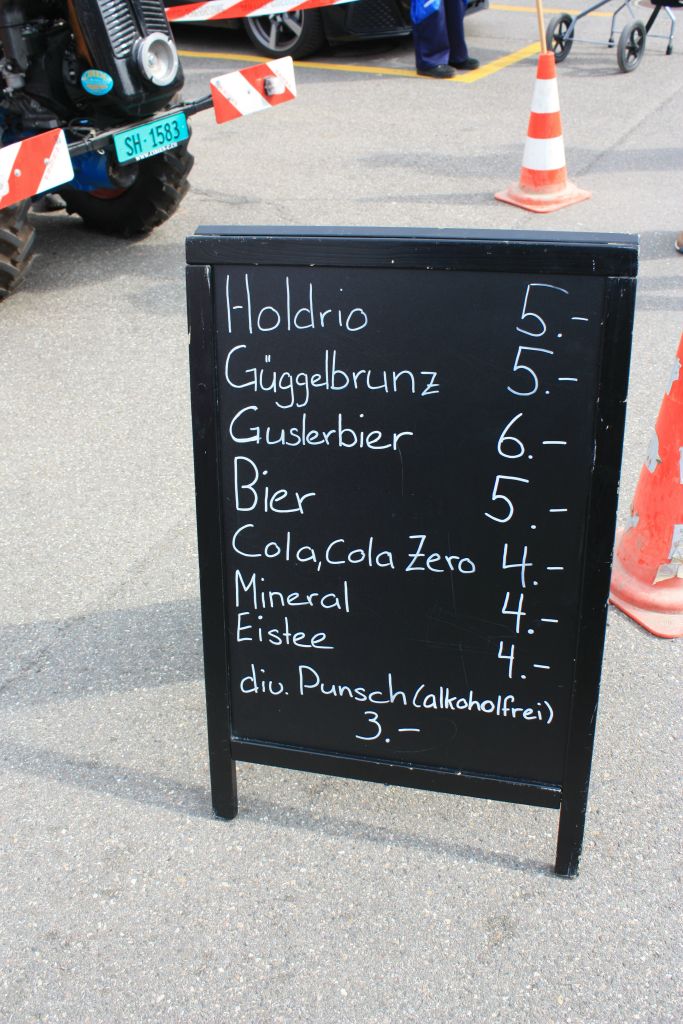 SH·1583
Holdrio 5.-
Güggelbrunz 5.-
Guslerbier 6.-
Bier 5.-
Cola, Cola Zero 4.-
Mineral 4.-
Eistee 4.-
div. Punsch (alkoholfrei)
3.-